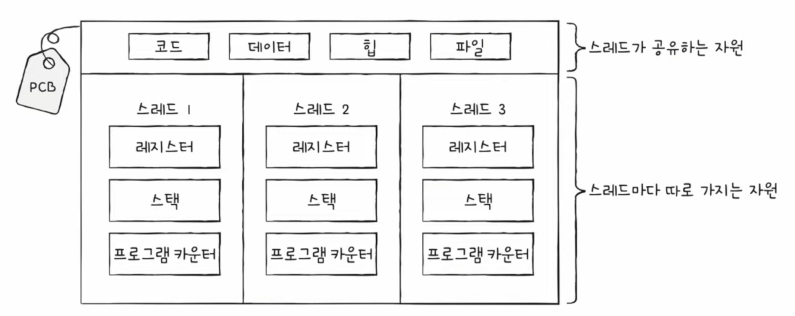 코드 데이터 힙 파일
스레드가 공유하는 자원
PCB
스레드 1 스레드 2 스레드 3
레지스터 레지스터 레지스터
스택 스택 스택
스레드마다 따로 가지는 자원
프로그램 카운터 프로그램 카운터 프로그램 카운터